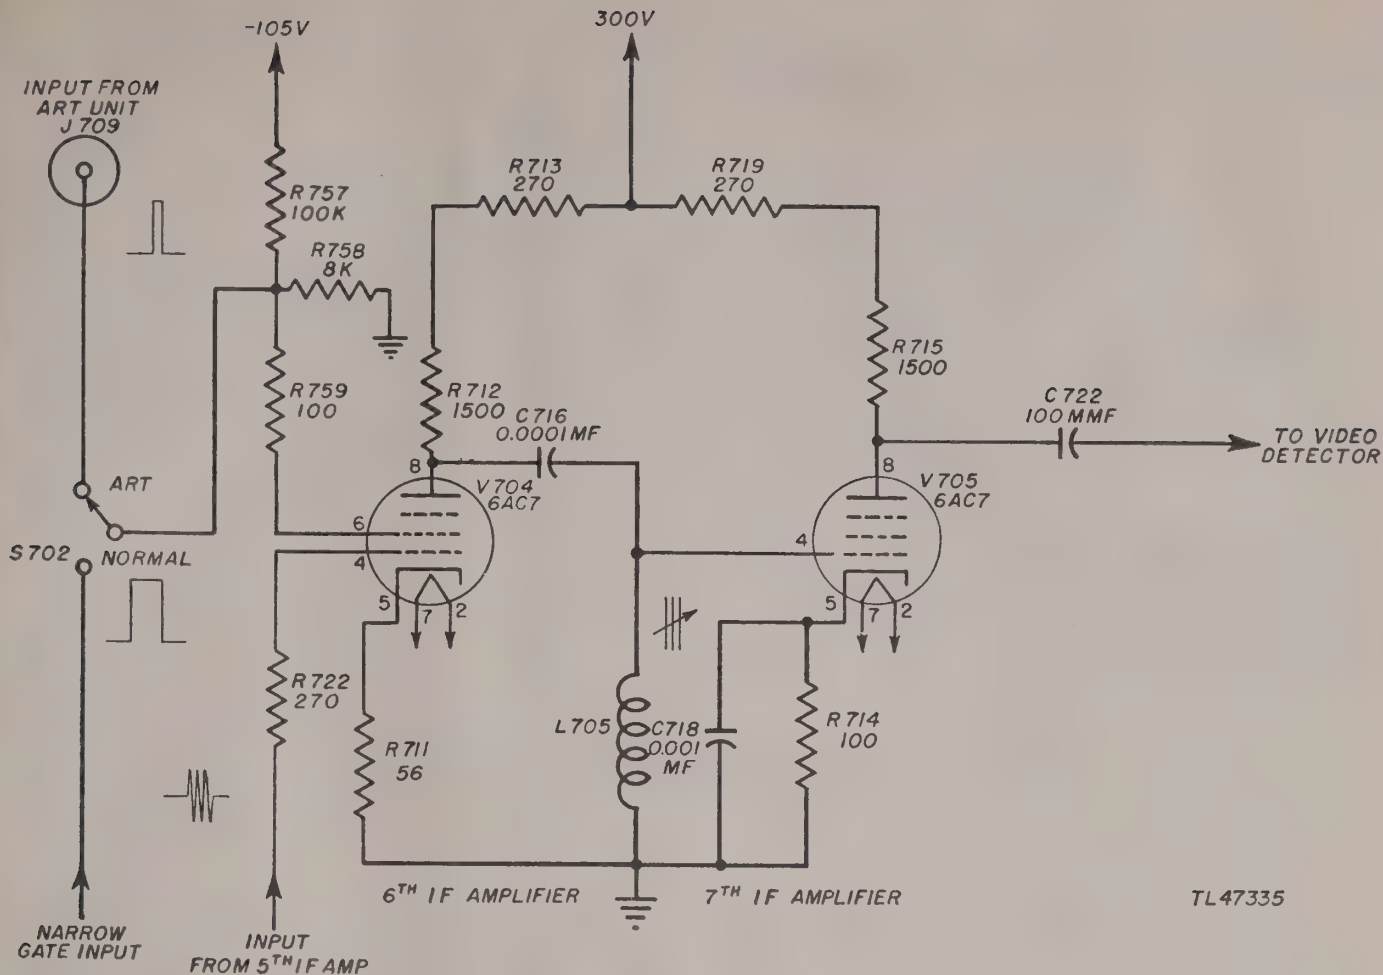 -105V
300V
INPUT FROM
ART UNIT
J 709
R757
100K
R758
8K
R713
270
R719
270
R759
100
R712
1500
C716
0.0001MF
R715
1500
C722
100 MMF
TO VIDEO
DETECTOR
ART
S702
NORMAL
8
V704
6AC7
6
4
5
7
2
8
V705
6AC7
4
5
7
2
R722
270
R711
56
L705
C718
0.001
MF
R714
100
6TH IF AMPLIFIER
7TH IF AMPLIFIER
TL47335
NARROW
GATE INPUT
INPUT
FROM 5TH IF AMP